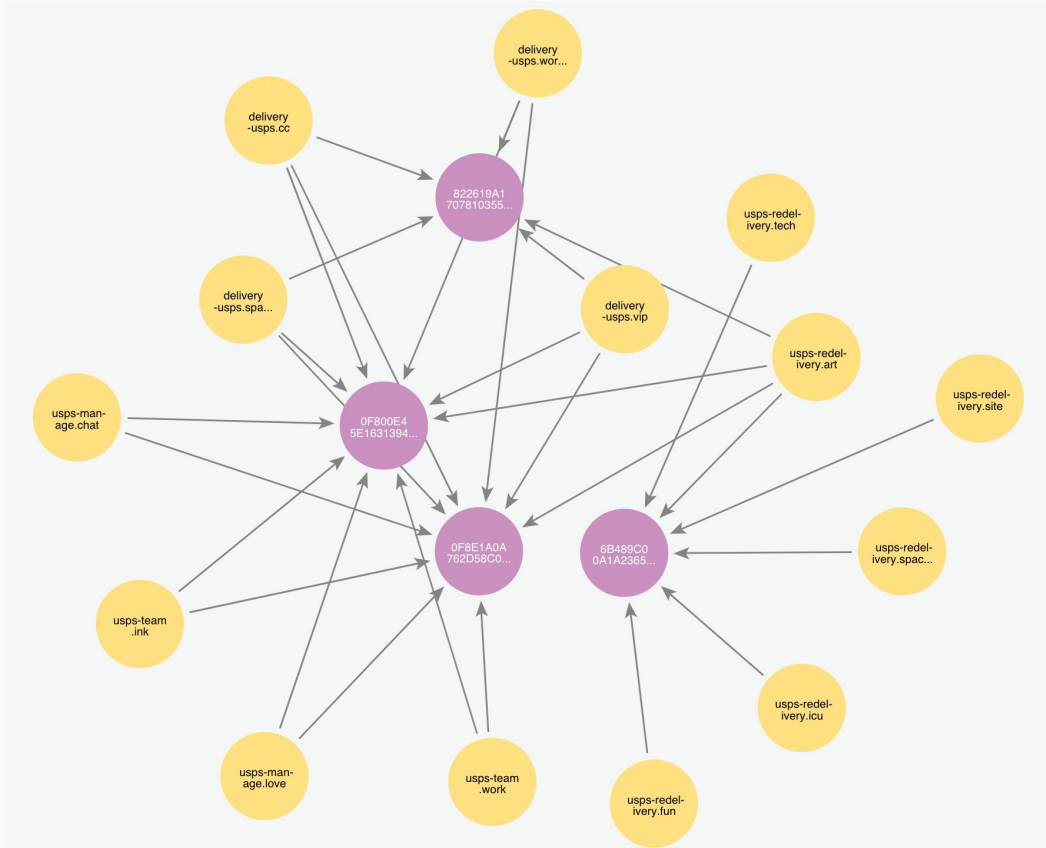 delivery
-usps.wor...
delivery
-usps.cc
822619A1
707810355...
usps-redel-
ivery.tech
delivery
-usps.spa...
delivery
-usps.vip
usps-redel-
ivery.art
usps-man-
age.chat
0F800E4
5E1631394...
usps-redel-
ivery.site
0F8E1A0A
762D58C0...
6B489C0
0A1A2365...
usps-redel-
ivery.spac...
usps-team
.ink
usps-redel-
ivery.icu
usps-man-
age.love
usps-team
.work
usps-redel-
ivery.fun